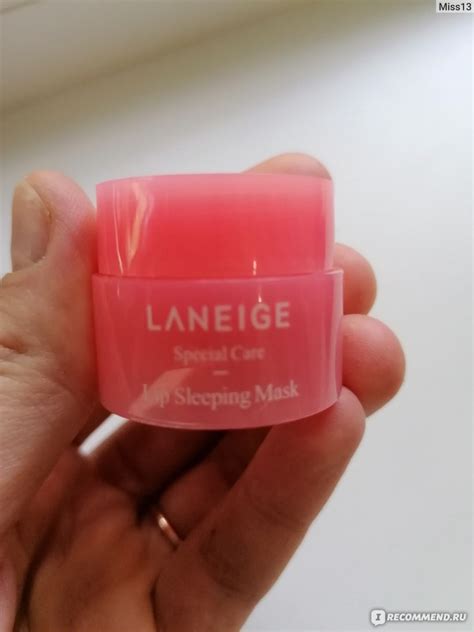 Miss13
LANEIGE
Special Care
Lip Sleeping Mask
I RECOMMEND.RU